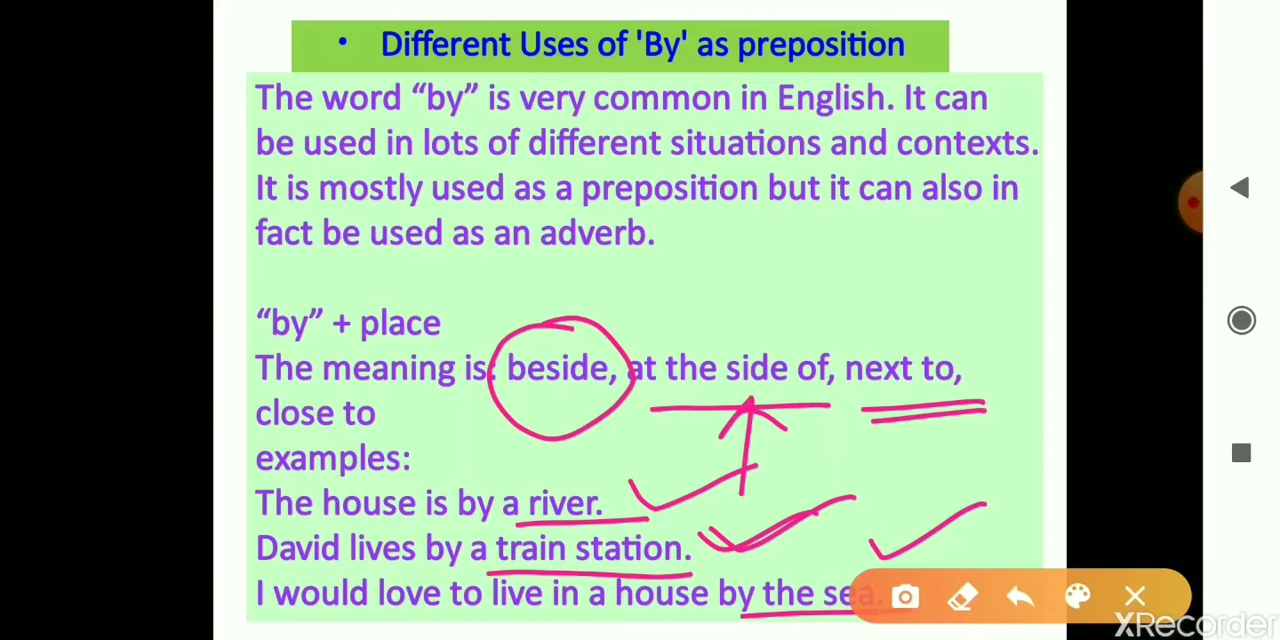 • Different Uses of 'By' as preposition
The word “by” is very common in English. It can
be used in lots of different situations and contexts.
It is mostly used as a preposition but it can also in
fact be used as an adverb.
“by” + place
The meaning is: beside, at the side of, next to,
close to
examples:
The house is by a river.
David lives by a train station.
I would love to live in a house by the sea.
XRecorder